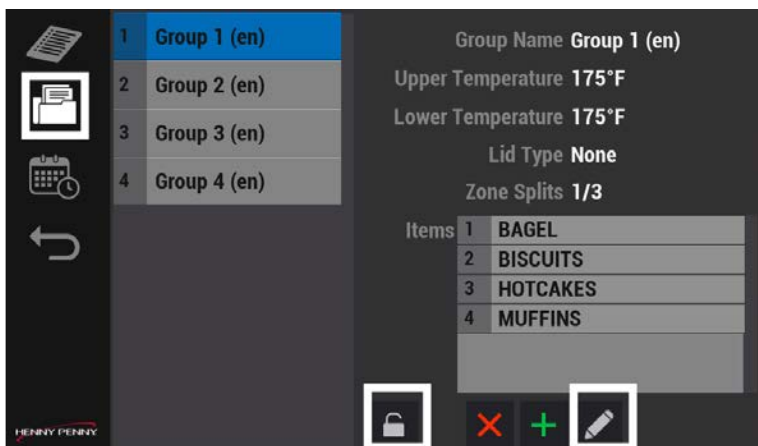 1 Group 1 (en)
2 Group 2 (en)
3 Group 3 (en)
4 Group 4 (en)
Group Name Group 1 (en)
Upper Temperature 175°F
Lower Temperature 175°F
Lid Type None
Zone Splits 1/3
Items 1 BAGEL
2 BISCUITS
3 HOTCAKES
4 MUFFINS
HENNY PENNY